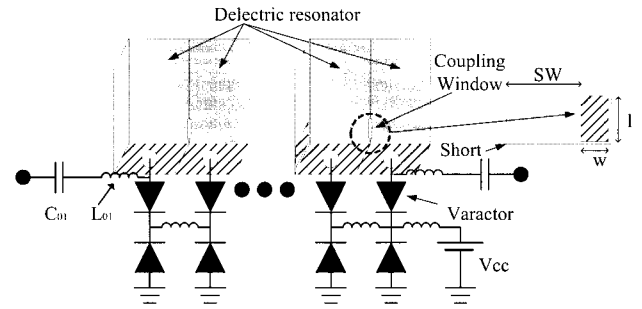 Delectric resonator
Coupling
Window
SW
l
Short
w
C01
L01
Varactor
Vcc